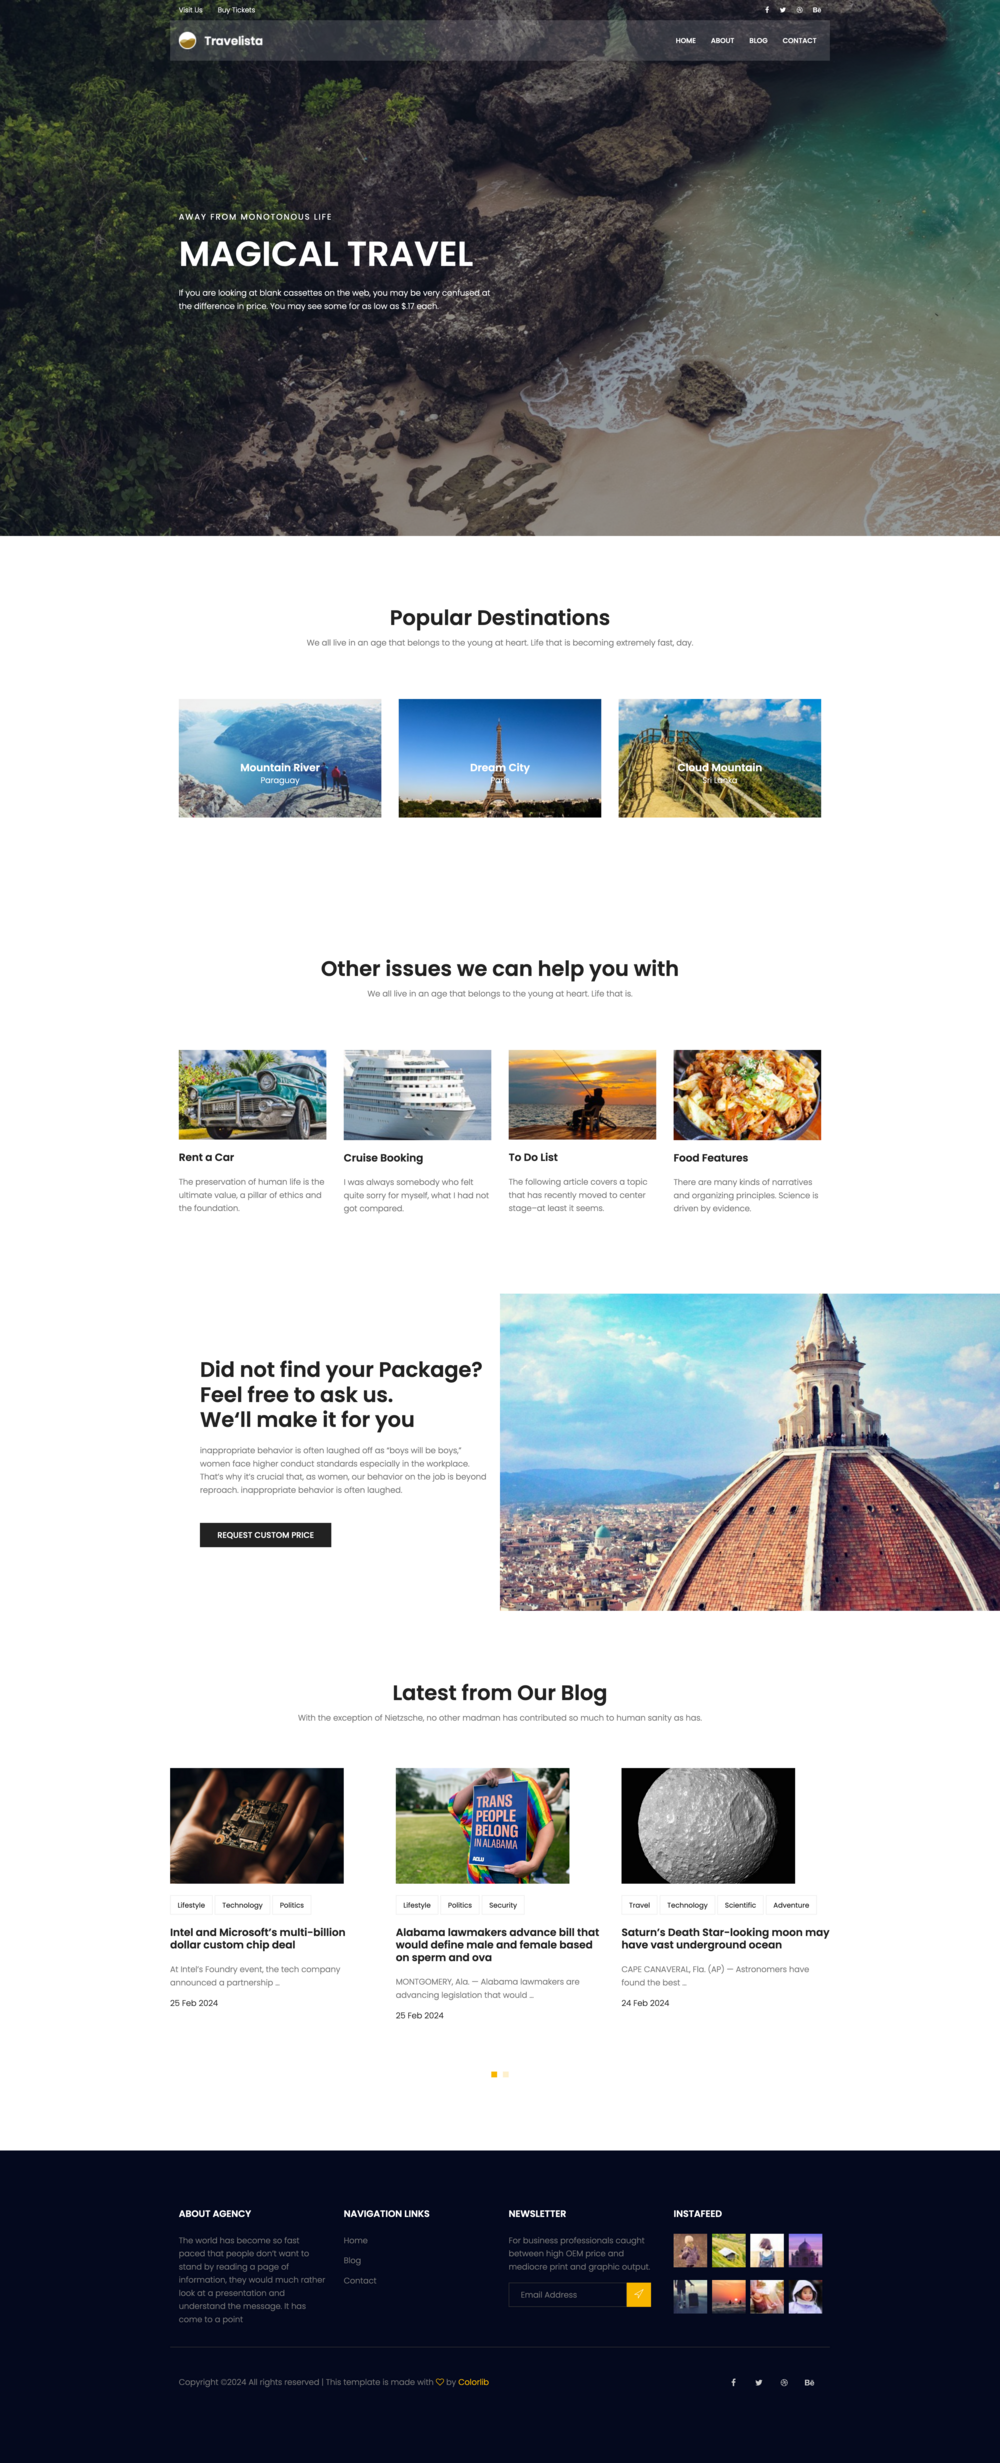 Visit Us Buy Tickets
Travelista
HOME ABOUT BLOG CONTACT
AWAY FROM MONOTONOUS LIFE
MAGICAL TRAVEL
If you are looking at blank cassettes on the web, you may be very confused at
the difference in price. You may see some for as low as $.17 each.
Popular Destinations
We all live in an age that belongs to the young at heart. Life that is becoming extremely fast, day.
Mountain River
Paraguay
Dream City
Paris
Cloud Mountain
Sri Lanka
Other issues we can help you with
We all live in an age that belongs to the young at heart. Life that is.
Rent a Car
The preservation of human life is the
ultimate value, a pillar of ethics and
the foundation.
Cruise Booking
I was always somebody who felt
quite sorry for myself, what I had not
got compared.
To Do List
The following article covers a topic
that has recently moved to center
stage–at least it seems.
Food Features
There are many kinds of narratives
and organizing principles. Science is
driven by evidence.
Did not find your Package?
Feel free to ask us.
We‘ll make it for you
inappropriate behavior is often laughed off as “boys will be boys,”
women face higher conduct standards especially in the workplace.
That’s why it’s crucial that, as women, our behavior on the job is beyond
reproach. inappropriate behavior is often laughed.
REQUEST CUSTOM PRICE
Latest from Our Blog
With the exception of Nietzsche, no other madman has contributed so much to human sanity as has.
Lifestyle Technology Politics
Intel and Microsoft’s multi-billion
dollar custom chip deal
At Intel’s Foundry event, the tech company
announced a partnership ...
25 Feb 2024
TRANS
PEOPLE
BELONG
IN ALABAMA
ACLU
Lifestyle Politics Security
Alabama lawmakers advance bill that
would define male and female based
on sperm and ova
MONTGOMERY, Ala. — Alabama lawmakers are
advancing legislation that would ...
25 Feb 2024
Travel Technology Scientific Adventure
Saturn’s Death Star-looking moon may
have vast underground ocean
CAPE CANAVERAL, Fla. (AP) — Astronomers have
found the best ...
24 Feb 2024
ABOUT AGENCY
The world has become so fast
paced that people don’t want to
stand by reading a page of
information, they would much rather
look at a presentation and
understand the message. It has
come to a point
NAVIGATION LINKS
Home
Blog
Contact
NEWSLETTER
For business professionals caught
between high OEM price and
mediocre print and graphic output.
Email Address
INSTAFEED
Copyright ©2024 All rights reserved | This template is made with ♡ by Colorlib